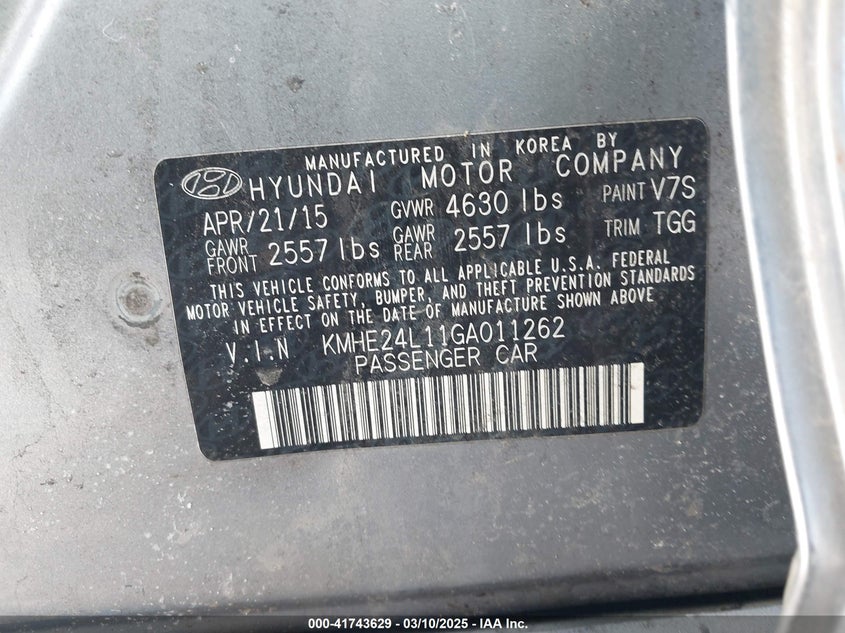 MANUFACTURED IN KOREA BY
HYUNDAI MOTOR COMPANY
APR/21/15 GVWR 4630 lbs PAINT V7S
GAWR FRONT 2557 lbs GAWR REAR 2557 lbs TRIM TGG
THIS VEHICLE CONFORMS TO ALL APPLICABLE U.S.A. FEDERAL
MOTOR VEHICLE SAFETY, BUMPER, AND THEFT PREVENTION STANDARDS
IN EFFECT ON THE DATE OF MANUFACTURE SHOWN ABOVE
V.I.N KMHE24L11GA011262
PASSENGER CAR
000-41743629 — 03/10/2025 — © IAA Inc.